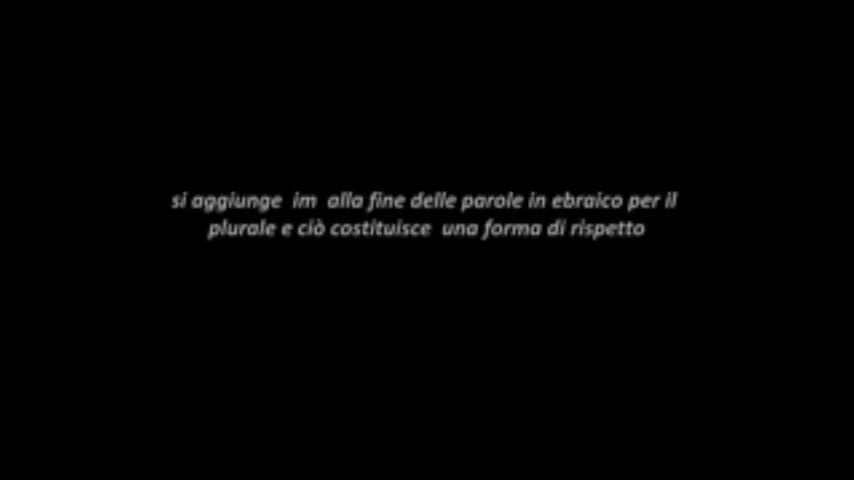 si aggiunge im alla fine delle parole in ebraico per il
plurale e ciò costituisce una forma di rispetto